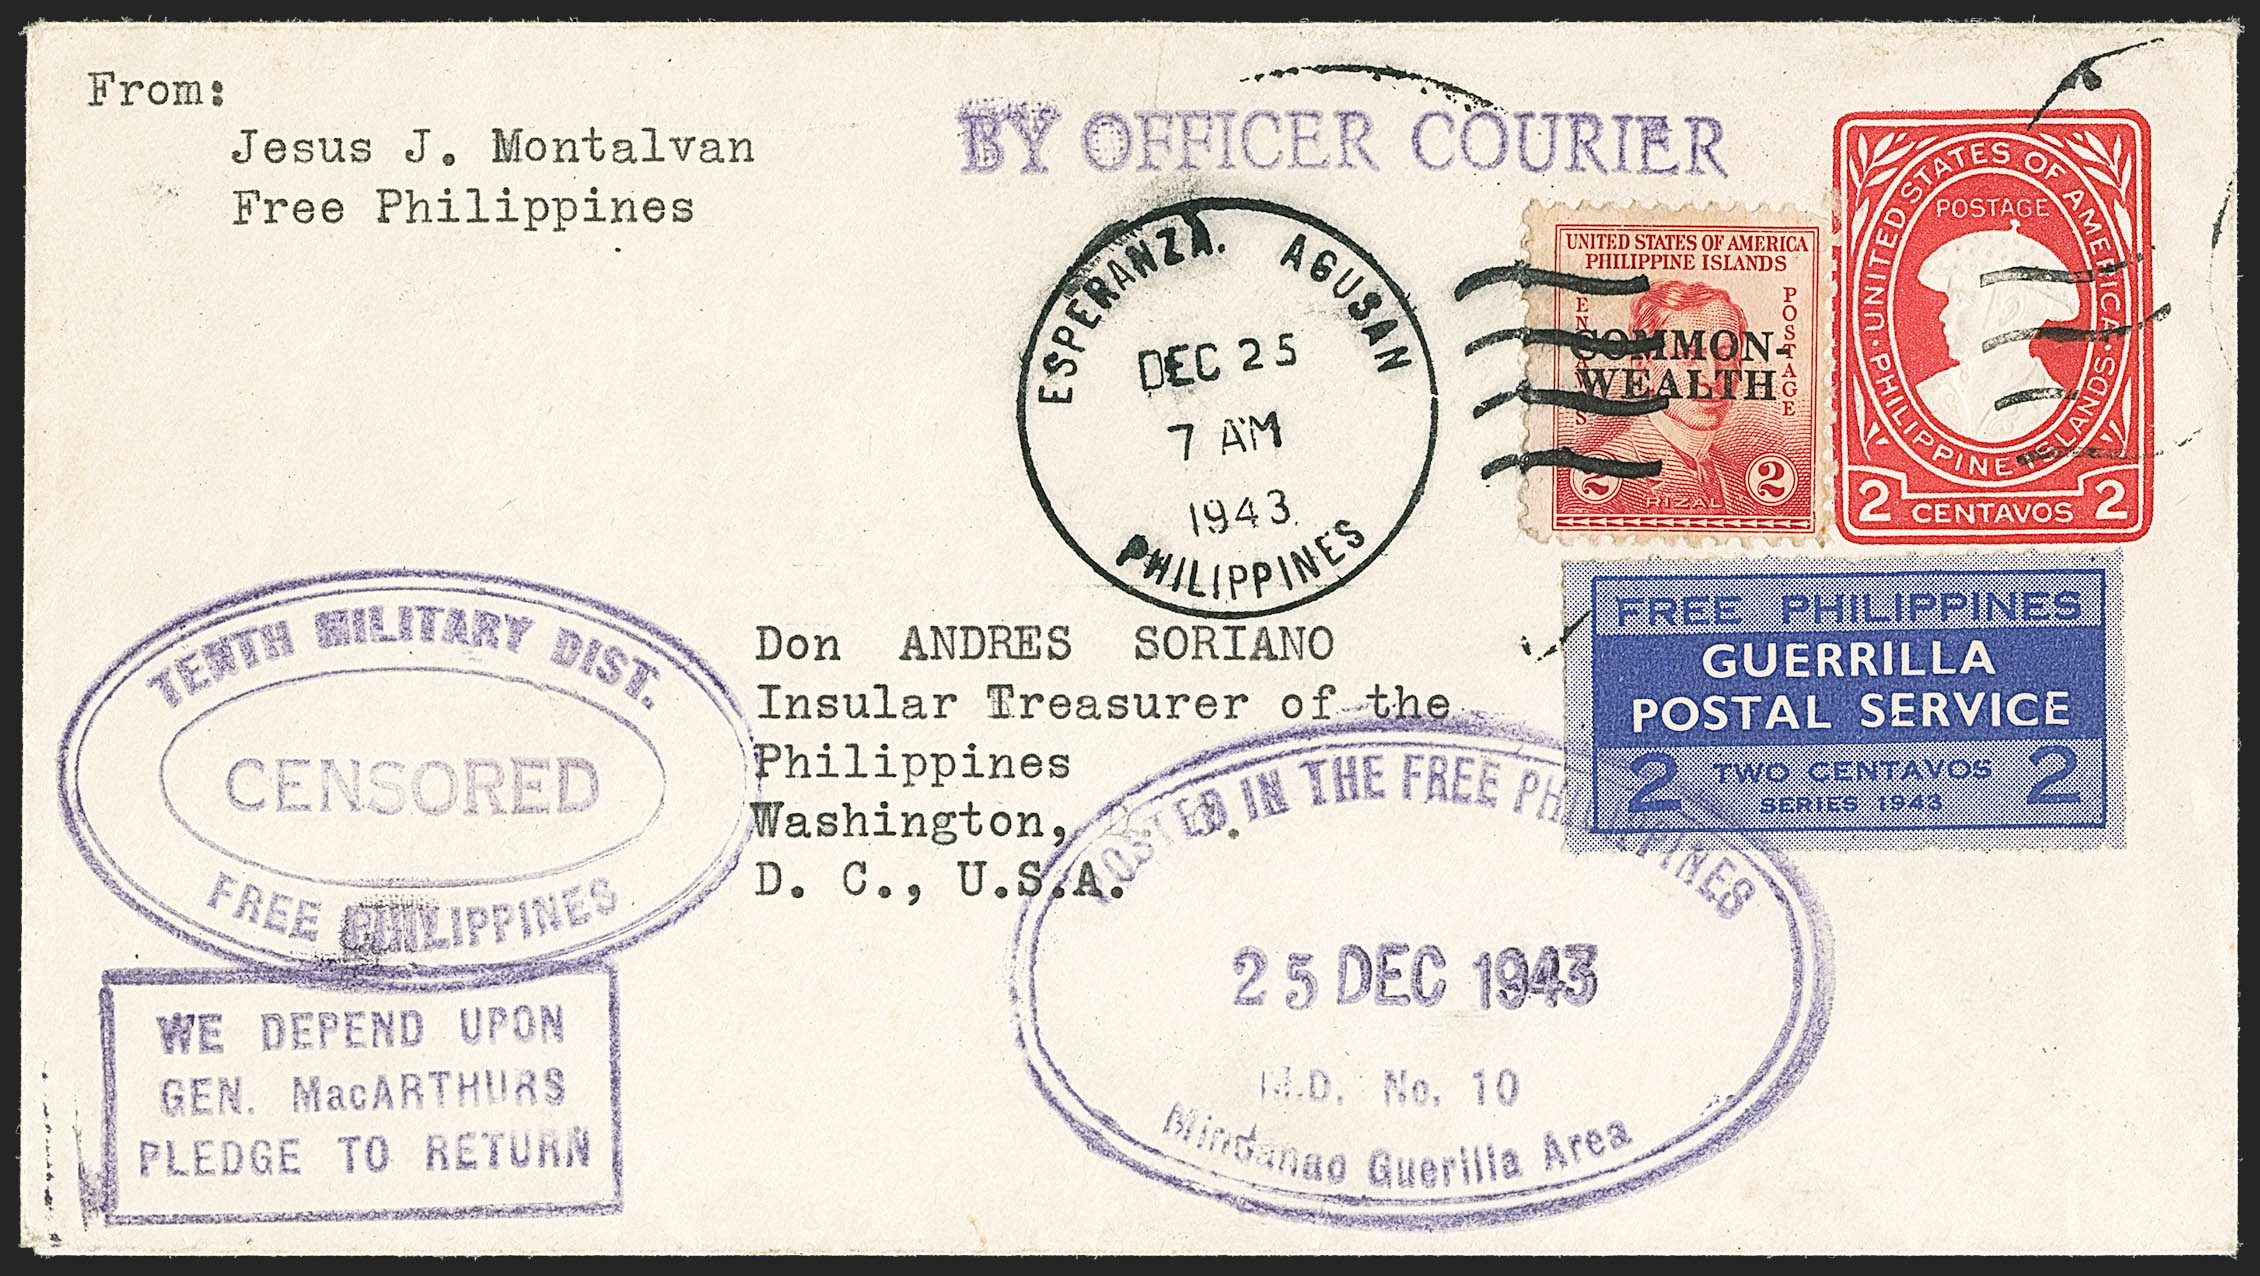 From:
Jesus J. Montalvan
Free Philippines
BY OFFICER COURIER
ESPERANZA. AGUSAN
DEC 25
7 AM
1943
PHILIPPINES
UNITED STATES OF AMERICA
PHILIPPINE ISLANDS
CENTAVOS
POSTAGE
COMMON-
WEALTH
2 RIZAL 2
UNITED STATES OF AMERICA
POSTAGE
PHILIPPINE ISLANDS
2 CENTAVOS 2
FREE PHILIPPINES
GUERRILLA
POSTAL SERVICE
2 TWO CENTAVOS 2
SERIES 1943
Don ANDRES SORIANO
Insular Treasurer of the
Philippines
Washington,
D. C., U.S.A.
TENTH MILITARY DIST.
CENSORED
FREE PHILIPPINES
WE DEPEND UPON
GEN. MacARTHURS
PLEDGE TO RETURN
POSTED IN THE FREE PHILIPPINES
25 DEC 1943
M.D. No. 10
Mindanao Guerilla Area